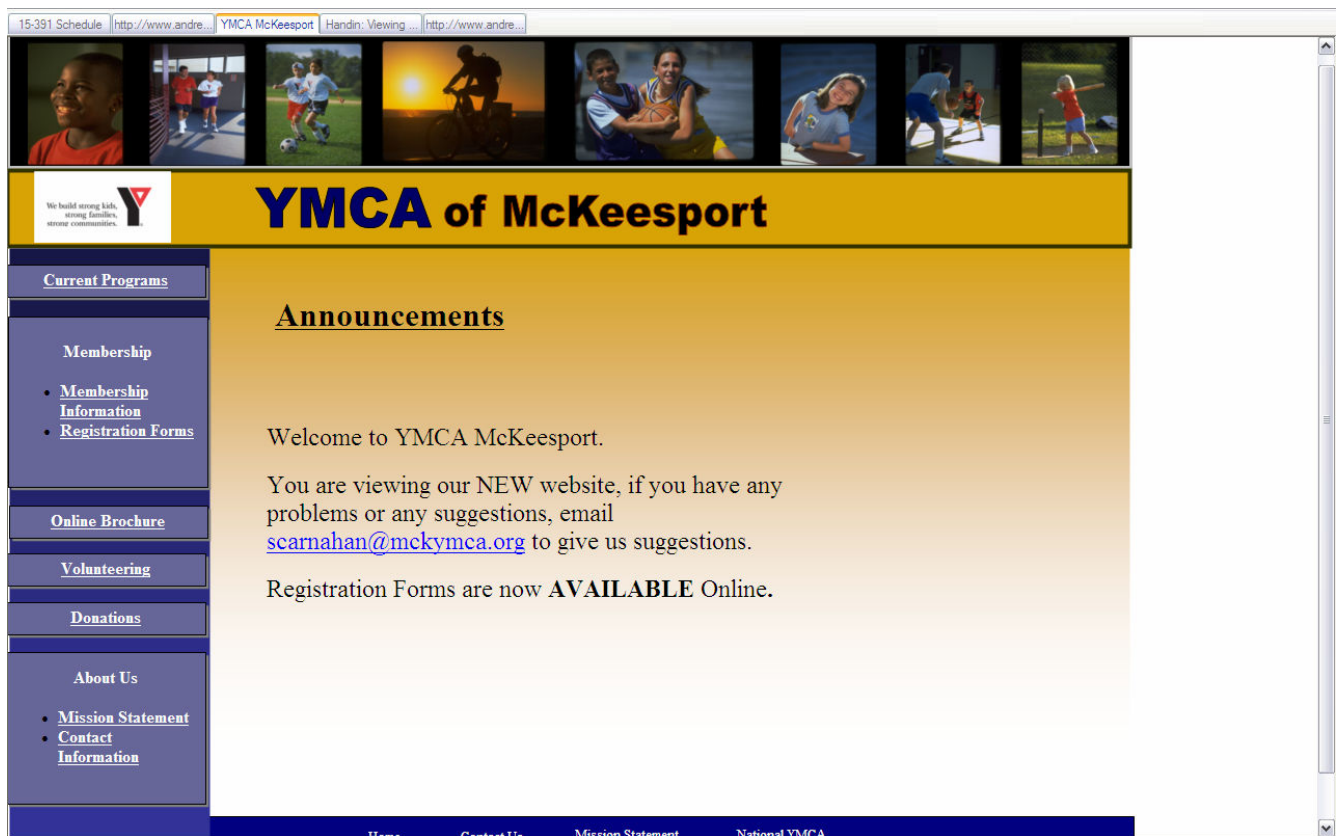 15-391 Schedule http://www.andre... YMCA McKeesport Handin: Viewing ... http://www.andre...
We build strong kids,
strong families,
strong communities.
YMCA of McKeesport
Current Programs
Membership
• Membership
Information
• Registration Forms
Online Brochure
Volunteering
Donations
About Us
• Mission Statement
• Contact
Information
Announcements
Welcome to YMCA McKeesport.
You are viewing our NEW website, if you have any
problems or any suggestions, email
scarnahan@mckymca.org to give us suggestions.
Registration Forms are now AVAILABLE Online.
Home Contact Us Mission Statement National YMCA